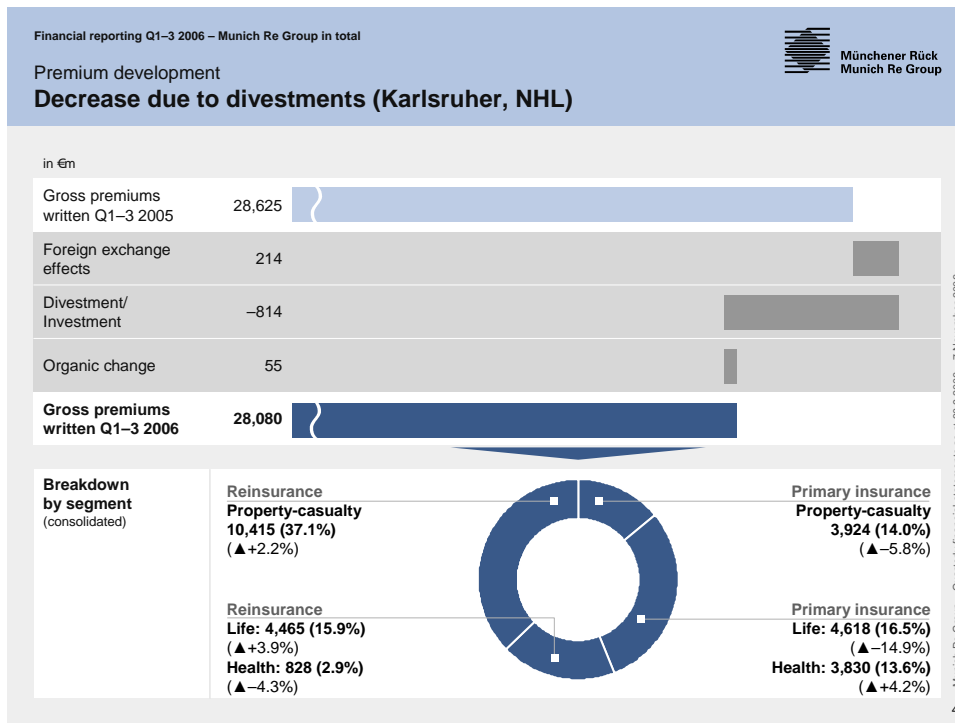 Financial reporting Q1–3 2006 – Munich Re Group in total
Münchener Rück
Munich Re Group
Premium development
Decrease due to divestments (Karlsruher, NHL)
in €m
Gross premiums
written Q1–3 2005
28,625
Foreign exchange
effects
214
Divestment/
Investment
–814
Organic change
55
Gross premiums
written Q1–3 2006
28,080
Breakdown
by segment
(consolidated)
Reinsurance
Property-casualty
10,415 (37.1%)
(▲+2.2%)
Primary insurance
Property-casualty
3,924 (14.0%)
(▲–5.8%)
Reinsurance
Life: 4,465 (15.9%)
(▲+3.9%)
Health: 828 (2.9%)
(▲–4.3%)
Primary insurance
Life: 4,618 (16.5%)
(▲–14.9%)
Health: 3,830 (13.6%)
(▲+4.2%)